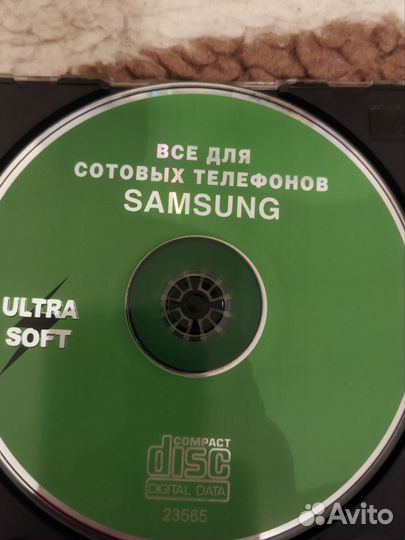 ВСЕ ДЛЯ
СОТОВЫХ ТЕЛЕФОНОВ
SAMSUNG
ULTRA
SOFT
COMPACT
disc
DIGITAL DATA
23565
Avito